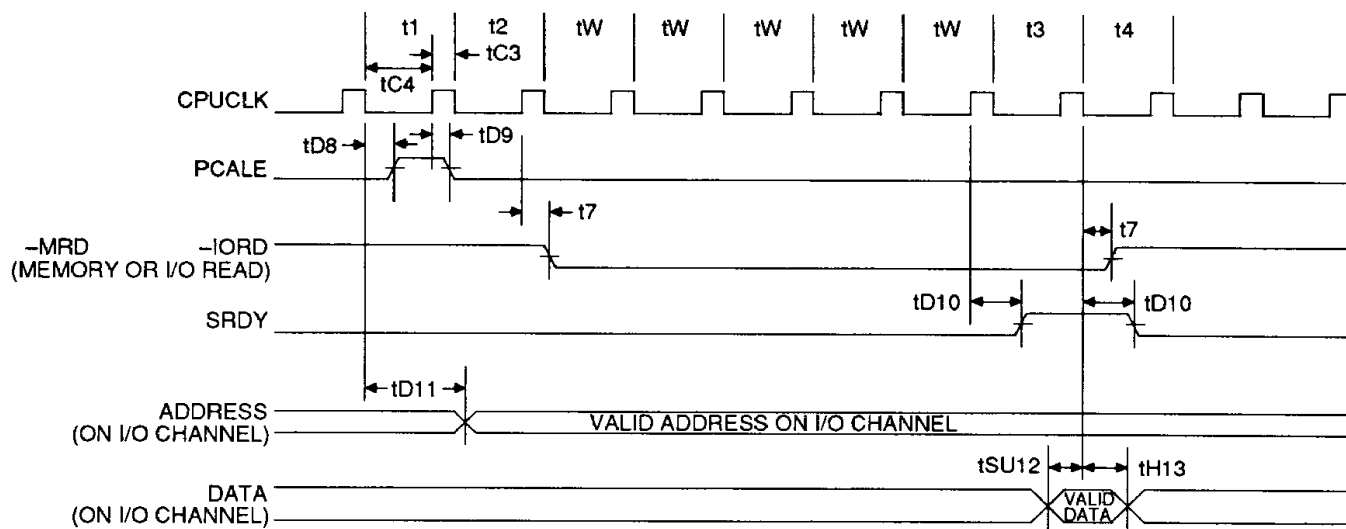 t1 t2 tW tW tW tW tW t3 t4
tC3
tC4
CPUCLK
tD8 tD9
PCALE
t7 t7
–MRD –IORD
(MEMORY OR I/O READ)
tD10 tD10
SRDY
tD11
ADDRESS
(ON I/O CHANNEL)
VALID ADDRESS ON I/O CHANNEL
tSU12 tH13
DATA
(ON I/O CHANNEL)
VALID
DATA